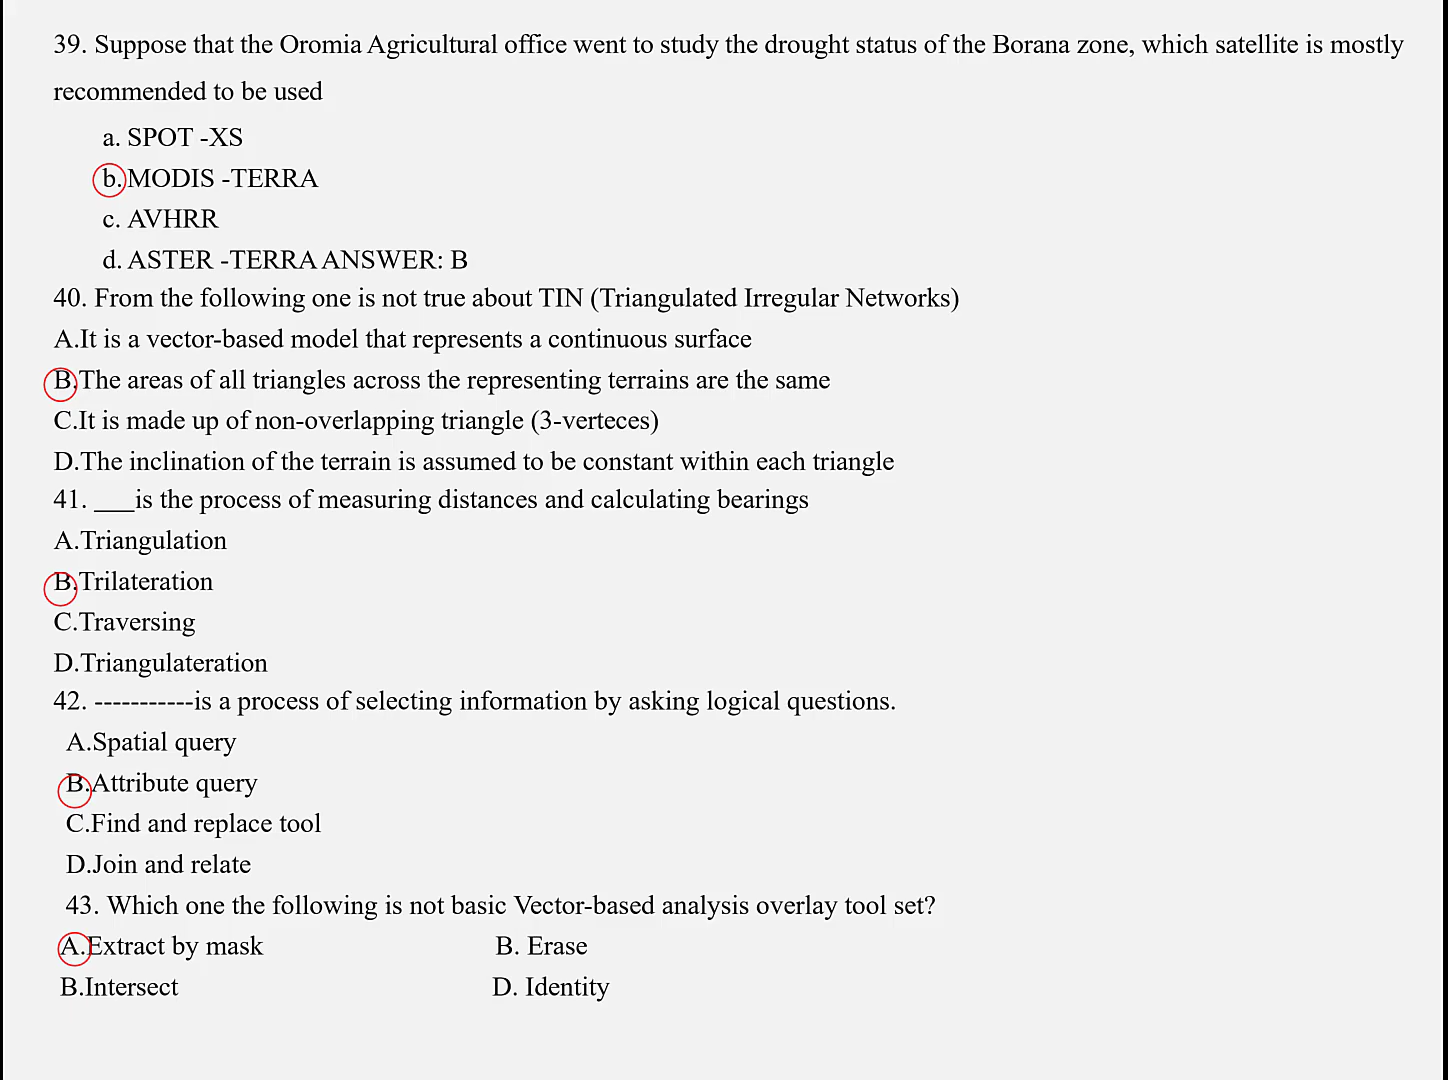 39. Suppose that the Oromia Agricultural office went to study the drought status of the Borana zone, which satellite is mostly
recommended to be used
a. SPOT -XS
b. MODIS -TERRA
c. AVHRR
d. ASTER -TERRA ANSWER: B
40. From the following one is not true about TIN (Triangulated Irregular Networks)
A.It is a vector-based model that represents a continuous surface
B.The areas of all triangles across the representing terrains are the same
C.It is made up of non-overlapping triangle (3-verteces)
D.The inclination of the terrain is assumed to be constant within each triangle
41. ___is the process of measuring distances and calculating bearings
A.Triangulation
B.Trilateration
C.Traversing
D.Triangulateration
42. -----------is a process of selecting information by asking logical questions.
A.Spatial query
B.Attribute query
C.Find and replace tool
D.Join and relate
43. Which one the following is not basic Vector-based analysis overlay tool set?
A.Extract by mask B. Erase
B.Intersect D. Identity